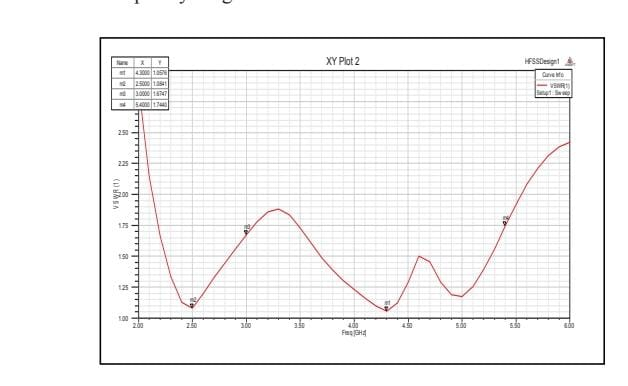 XY Plot 2
HFSSDesign1
Name X Y
m1 4.3000 1.0576
m2 2.5000 1.0841
m3 3.0000 1.6747
m4 5.4000 1.7440
Curve Info
VSWR(1)
Setup1 : Sweep
2.50
2.25
2.00
1.75
1.50
1.25
1.00
VSWR(1)
m3
m2
m1
m4
2.00 2.50 3.00 3.50 4.00 4.50 5.00 5.50 6.00
Freq [GHz]